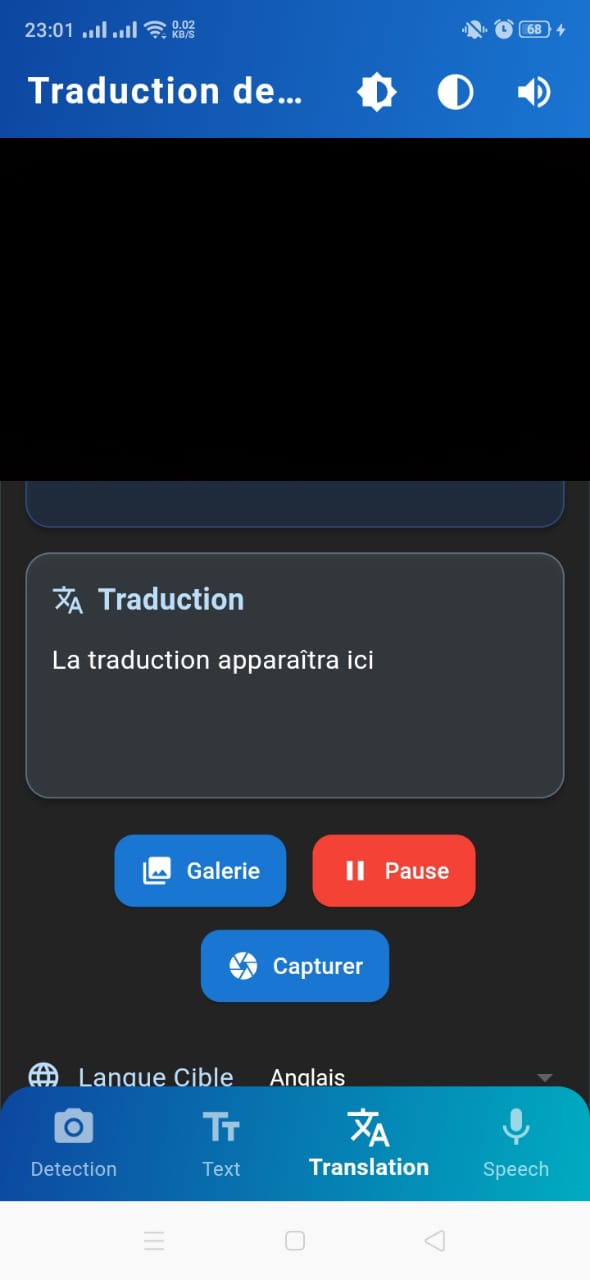 23:01 0.02 KB/S 68
Traduction de...
Traduction
La traduction apparaîtra ici
Galerie Pause
Capturer
Langue Cible Anglais
Detection Text Translation Speech